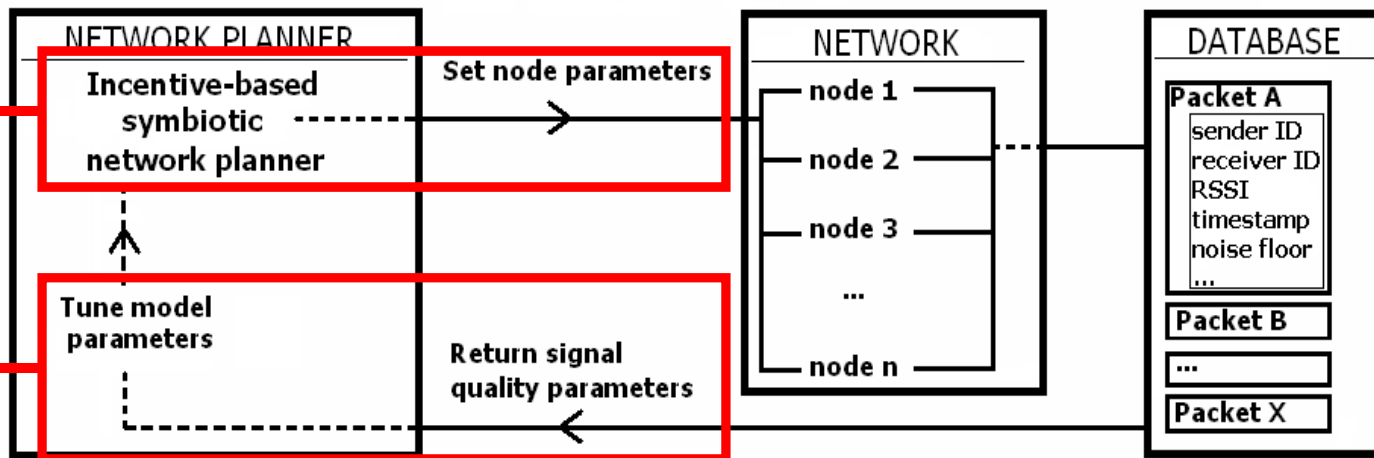 NETWORK PLANNER
Incentive-based
symbiotic
network planner
Set node parameters
Tune model
parameters
Return signal
quality parameters
NETWORK
node 1
node 2
node 3
...
node n
DATABASE
Packet A
sender ID
receiver ID
RSSI
timestamp
noise floor
...
Packet B
...
Packet X